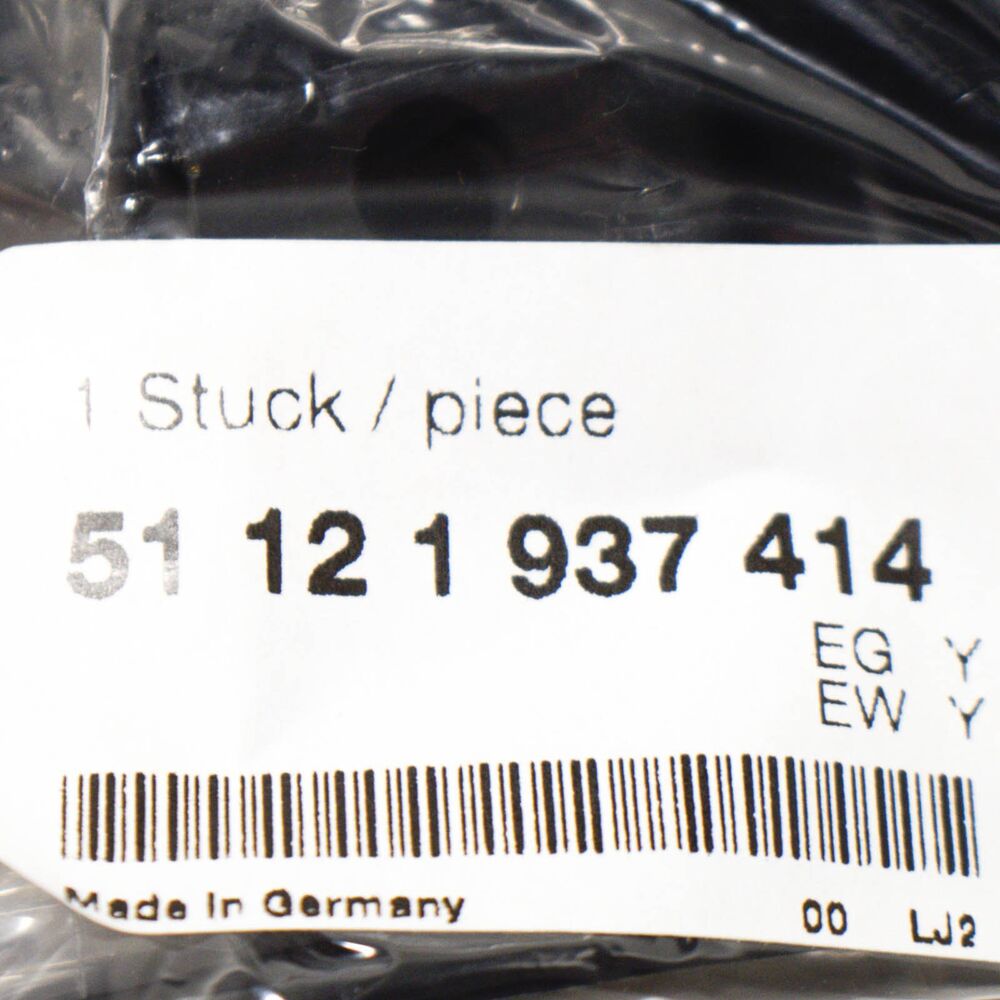 1 Stuck / piece
51 12 1 937 414
EG Y
EW Y
Made In Germany 00 LJ2